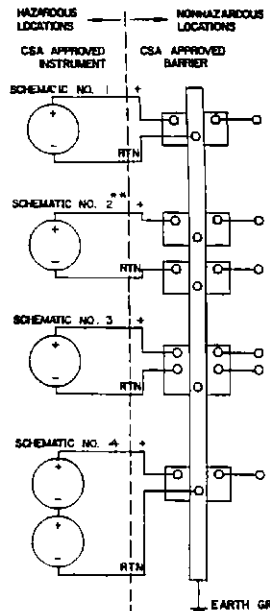 HAZARDOUS LOCATIONS
NONHAZARDOUS LOCATIONS
CSA APPROVED INSTRUMENT
CSA APPROVED BARRIER
SCHEMATIC NO. 1 +
+
-
RTN
SCHEMATIC NO. 2** +
+
-
RTN
SCHEMATIC NO. 3 +
+
-
RTN
SCHEMATIC NO. 4 +
+
-
+
-
RTN
EARTH GR